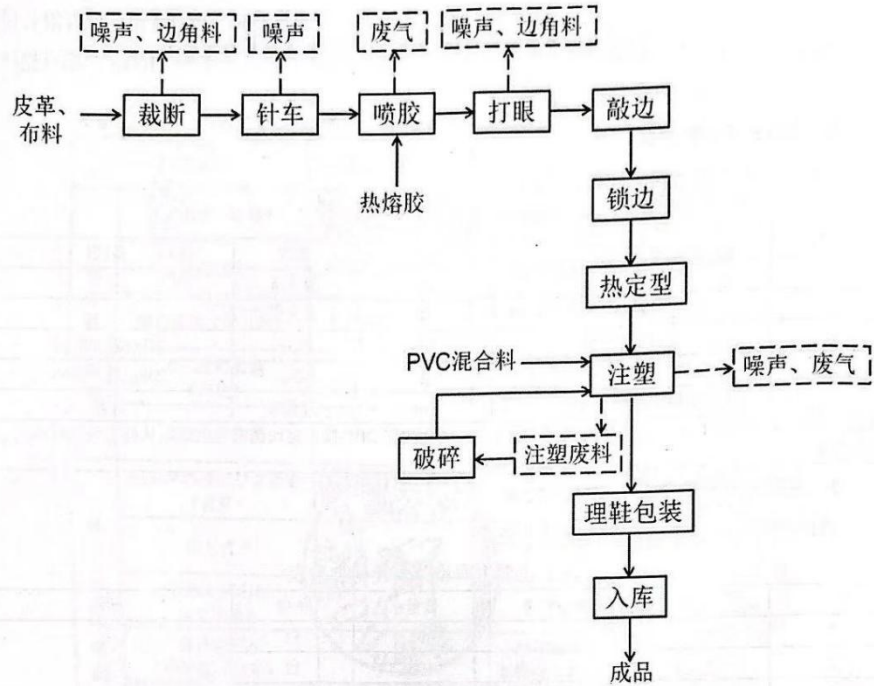 噪声、边角料
噪声
废气
噪声、边角料
皮革、
布料
裁断
针车
喷胶
打眼
敲边
热熔胶
锁边
热定型
PVC混合料
注塑
噪声、废气
破碎
注塑废料
理鞋包装
入库
成品